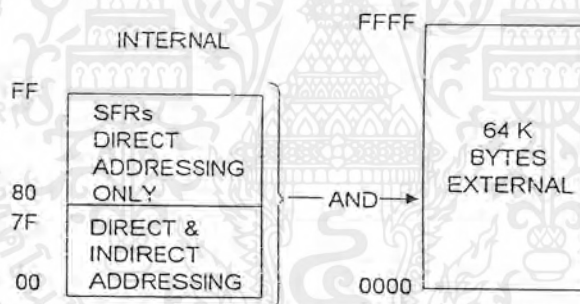 INTERNAL
FF
SFRs
DIRECT
ADDRESSING
ONLY
80
7F
DIRECT &
INDIRECT
ADDRESSING
00
AND
FFFF
64 K
BYTES
EXTERNAL
0000